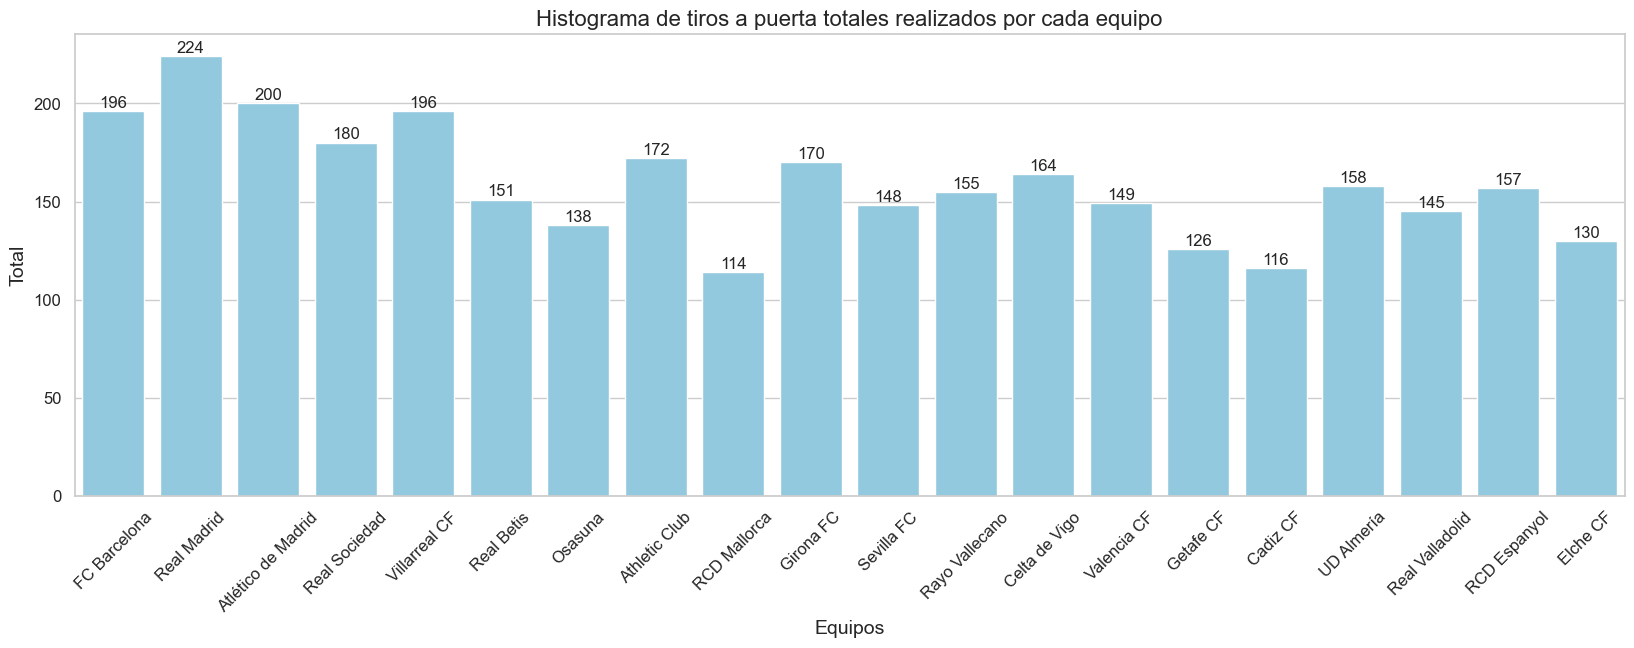 Histograma de tiros a puerta totales realizados por cada equipo
Total
200
150
100
50
0
196
224
200
180
196
151
138
172
114
170
148
155
164
149
126
116
158
145
157
130
FC Barcelona
Real Madrid
Atlético de Madrid
Real Sociedad
Villarreal CF
Real Betis
Osasuna
Athletic Club
RCD Mallorca
Girona FC
Sevilla FC
Rayo Vallecano
Celta de Vigo
Valencia CF
Getafe CF
Cadiz CF
UD Almería
Real Valladolid
RCD Espanyol
Elche CF
Equipos